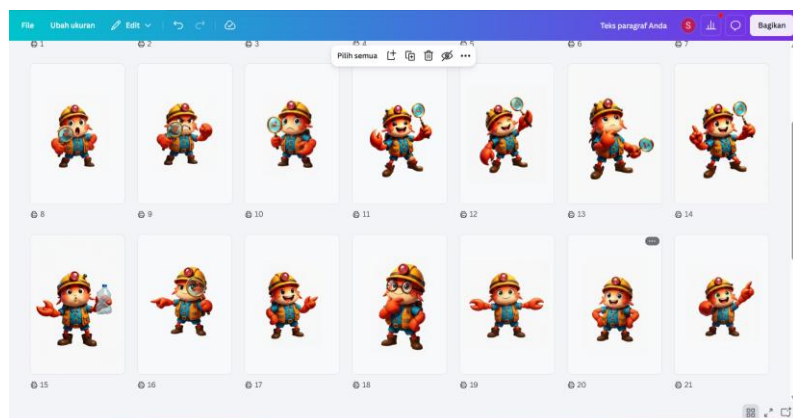 File Ubah ukuran Edit Teks paragraf Anda S Bagikan
1 2 3 4 5 6 7
Pilih semua
8 9 10 11 12 13 14
15 16 17 18 19 20 21